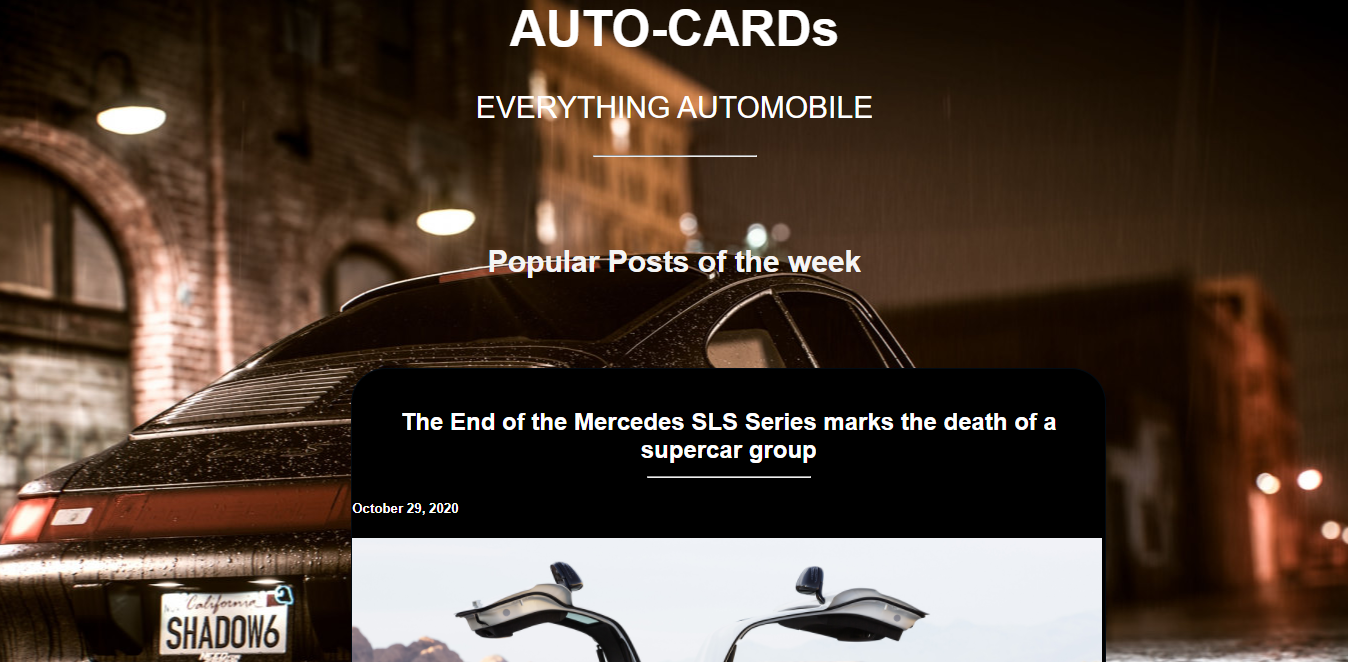 AUTO-CARDs
EVERYTHING AUTOMOBILE
Popular Posts of the week
The End of the Mercedes SLS Series marks the death of a
supercar group
October 29, 2020
California
SHADOW6